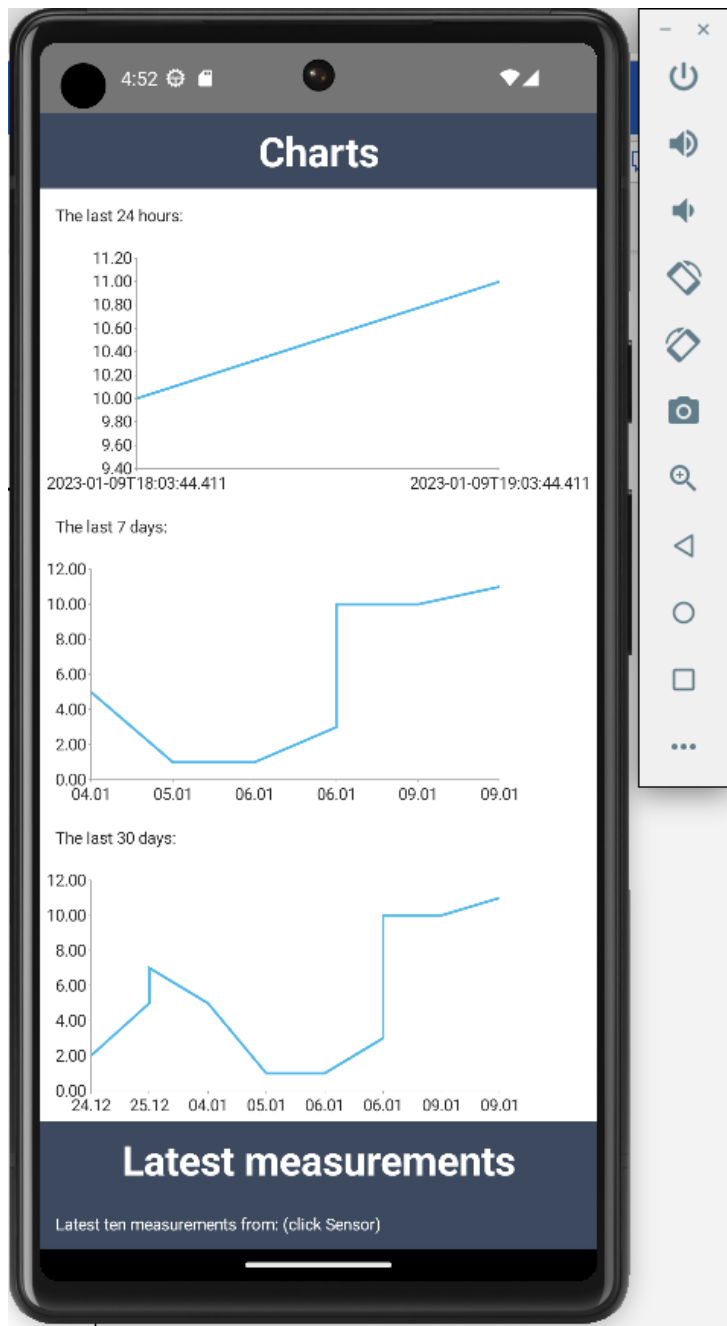 4:52
Charts
The last 24 hours:
11.20
11.00
10.80
10.60
10.40
10.20
10.00
9.80
9.60
9.40
2023-01-09T18:03:44.411 2023-01-09T19:03:44.411
The last 7 days:
12.00
10.00
8.00
6.00
4.00
2.00
0.00
04.01 05.01 06.01 06.01 09.01 09.01
The last 30 days:
12.00
10.00
8.00
6.00
4.00
2.00
0.00
24.12 25.12 04.01 05.01 06.01 06.01 09.01 09.01
Latest measurements
Latest ten measurements from: (click Sensor)